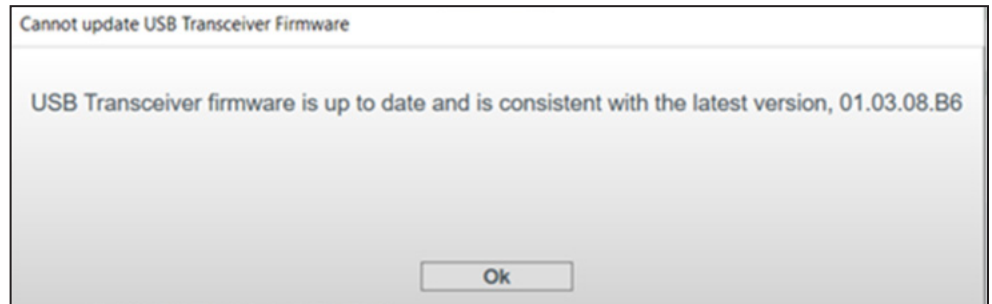 Cannot update USB Transceiver Firmware
USB Transceiver firmware is up to date and is consistent with the latest version, 01.03.08.B6
Ok